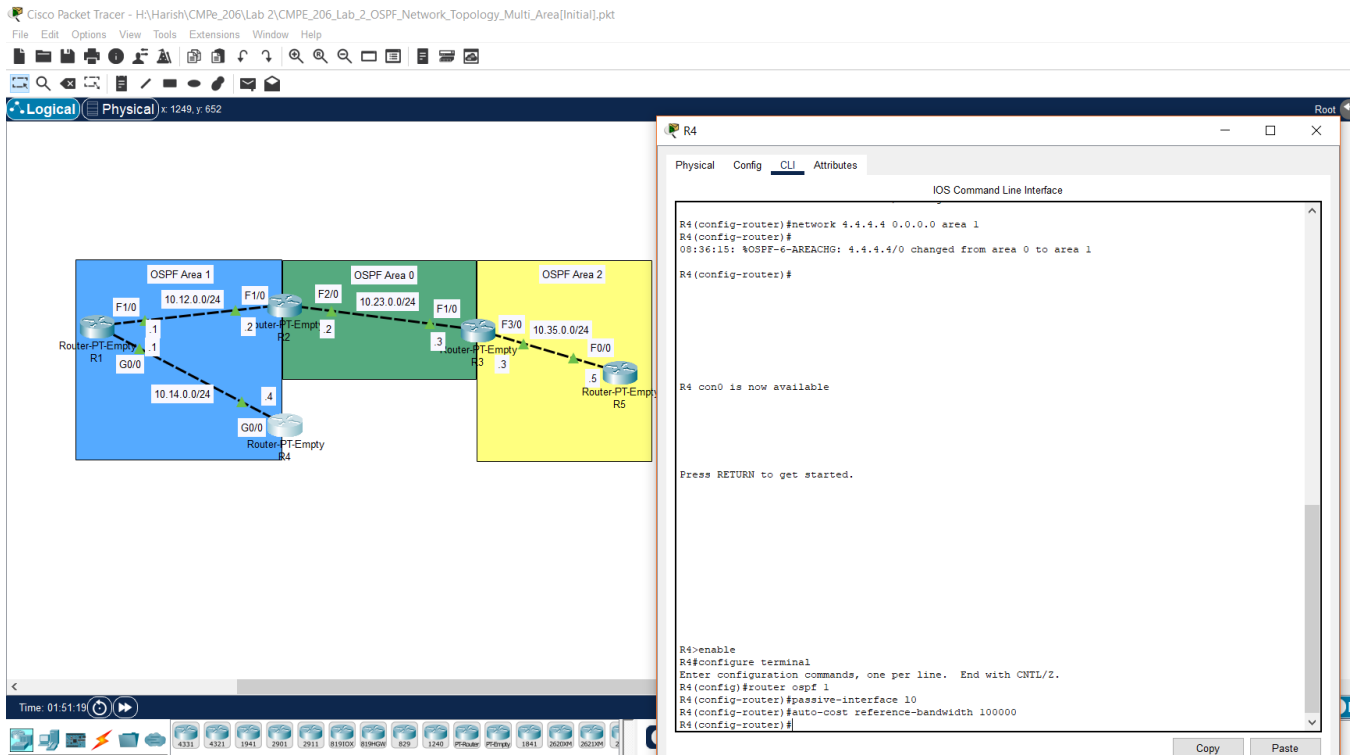 Cisco Packet Tracer - H:\Harish\CMPe_206\Lab 2\CMPE_206_Lab_2_OSPF_Network_Topology_Multi_Area[Initial].pkt
File Edit Options View Tools Extensions Window Help
Logical Physical x: 1249, y: 652 Root
OSPF Area 1
OSPF Area 0
OSPF Area 2
F1/0
10.12.0.0/24
F1/0
F2/0
10.23.0.0/24
F1/0
F3/0
10.35.0.0/24
F0/0
.1
.2
.2
.3
.3
.5
Router-PT-Empty
R1
.1
G0/0
outer-PT-Empty
R2
outer-PT-Empty
R3
Router-PT-Empty
R5
10.14.0.0/24
.4
G0/0
Router-PT-Empty
R4
Time: 01:51:19
4331 4321 1941 2901 2911 819IOX 819HGW 829 1240 PT-Router PT-Empty 1841 2620XM 2621XM 2
R4
Physical Config CLI Attributes
IOS Command Line Interface
R4(config-router)#network 4.4.4.4 0.0.0.0 area 1
R4(config-router)#
08:36:15: %OSPF-6-AREACHG: 4.4.4.4/0 changed from area 0 to area 1
R4(config-router)#
R4 con0 is now available
Press RETURN to get started.
R4>enable
R4#configure terminal
Enter configuration commands, one per line. End with CNTL/Z.
R4(config)#router ospf 1
R4(config-router)#passive-interface l0
R4(config-router)#auto-cost reference-bandwidth 100000
R4(config-router)#
Copy Paste